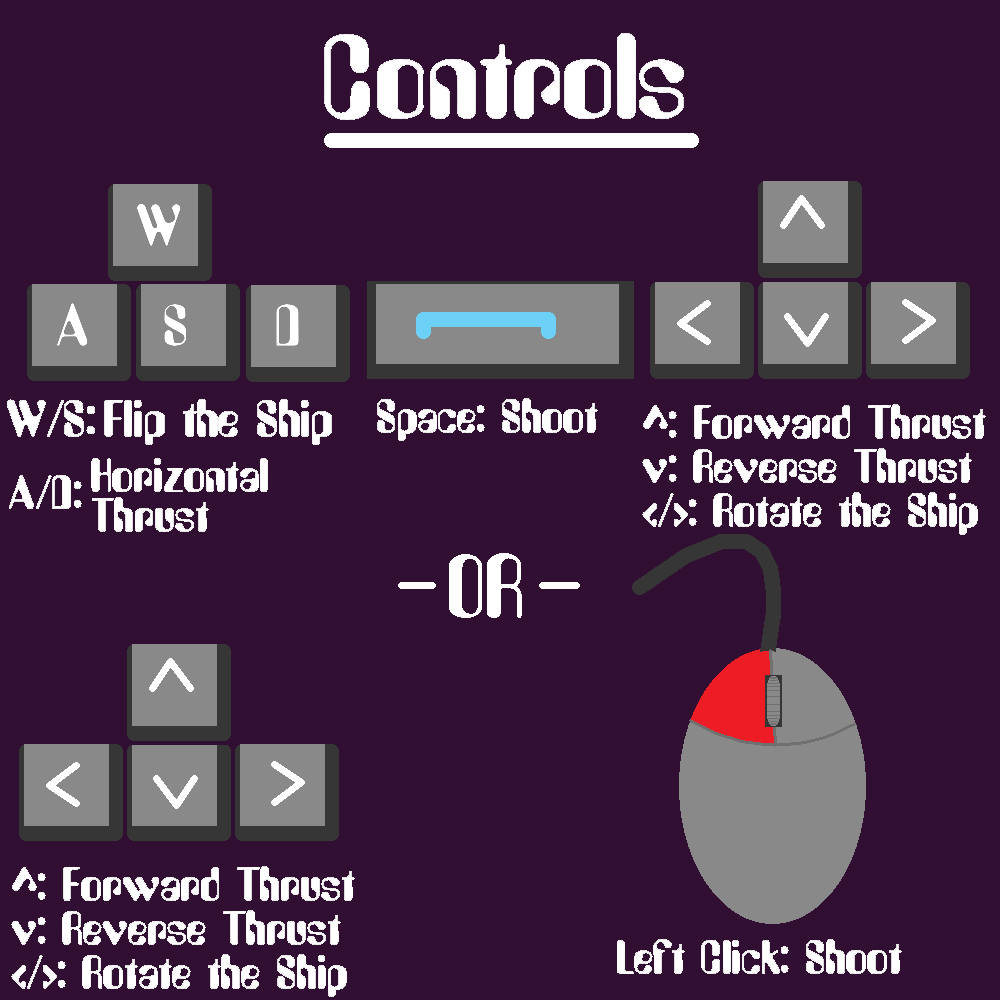 Controls
W
A S D
^
< v >
W/S: Flip the Ship
A/D: Horizontal
Thrust
Space: Shoot
^: Forward Thrust
v: Reverse Thrust
</>: Rotate the Ship
- OR -
^
< v >
^: Forward Thrust
v: Reverse Thrust
</>: Rotate the Ship
Left Click: Shoot